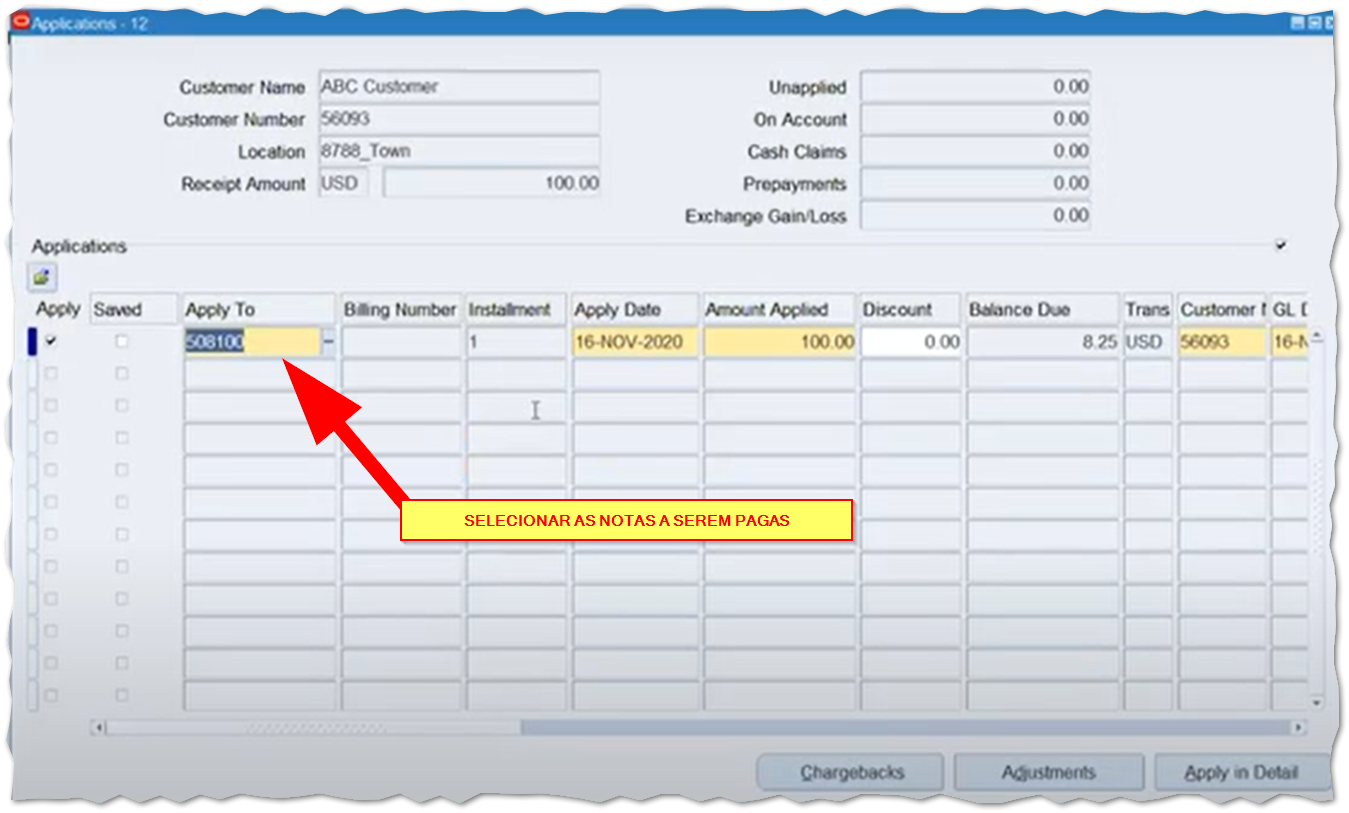 Applications - 12
Customer Name ABC Customer
Customer Number 56093
Location 8788_Town
Receipt Amount USD 100.00
Unapplied 0.00
On Account 0.00
Cash Claims 0.00
Prepayments 0.00
Exchange Gain/Loss 0.00
Applications
Apply Saved Apply To Billing Number Installment Apply Date Amount Applied Discount Balance Due Trans Customer N GL D
508100 1 16-NOV-2020 100.00 0.00 8.25 USD 56093 16-N
SELECIONAR AS NOTAS A SEREM PAGAS
Chargebacks Adjustments Apply in Detail